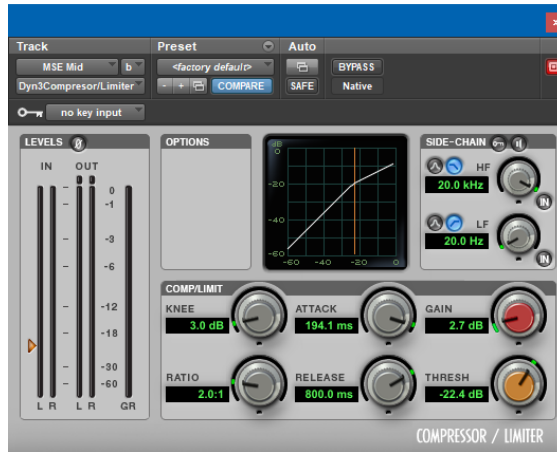 Track Preset Auto
MSE Mid b <factory default> BYPASS
Dyn3Compresor/Limiter - + COMPARE SAFE Native
no key input
LEVELS Ø OPTIONS SIDE-CHAIN
IN OUT
0
-1
-3
-6
-12
-18
-30
-60
L R L R GR
dB
0
-20
-40
-60
-60 -40 -20 0
HF
20.0 kHz
IN
LF
20.0 Hz
IN
COMP/LIMIT
KNEE ATTACK GAIN
3.0 dB 194.1 ms 2.7 dB
RATIO RELEASE THRESH
2.0:1 800.0 ms -22.4 dB
COMPRESSOR / LIMITER